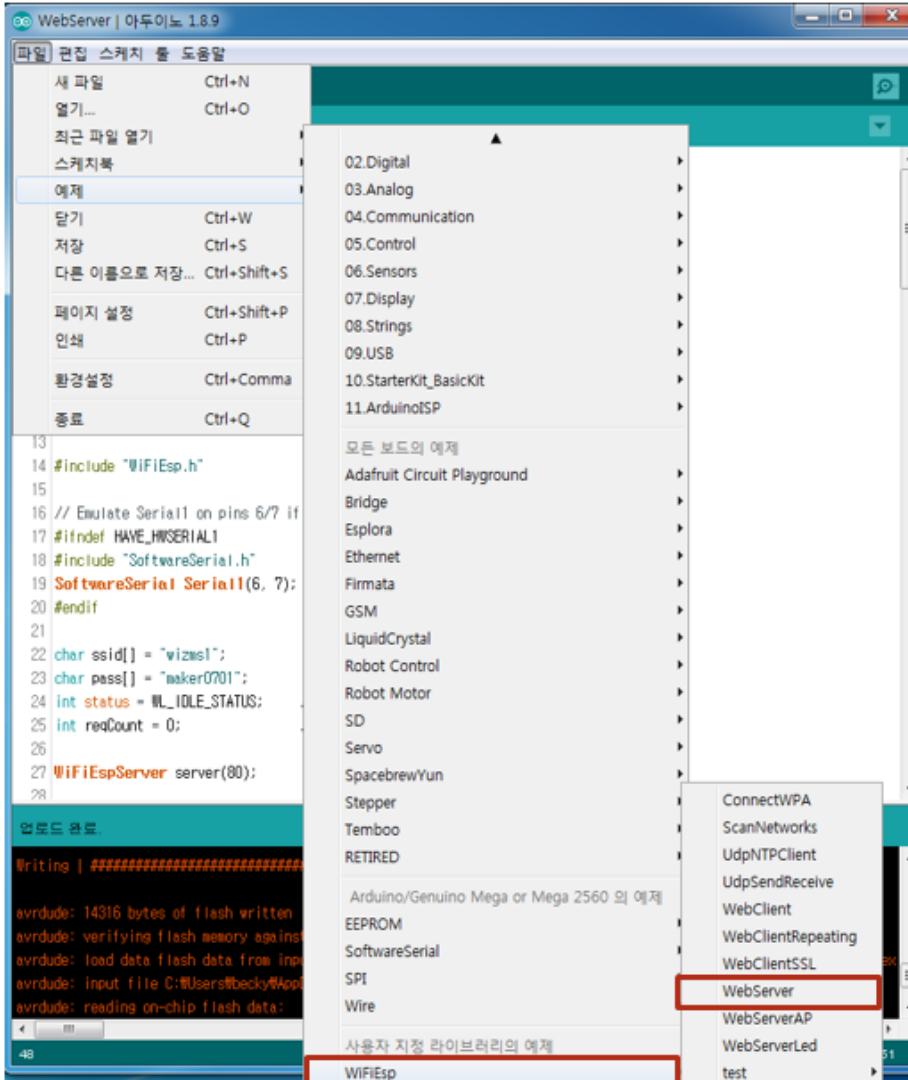 WebServer | 아두이노 1.8.9
파일 편집 스케치 툴 도움말
새 파일 Ctrl+N
열기... Ctrl+O
최근 파일 열기
스케치북
예제
닫기 Ctrl+W
저장 Ctrl+S
다른 이름으로 저장... Ctrl+Shift+S
페이지 설정 Ctrl+Shift+P
인쇄 Ctrl+P
환경설정 Ctrl+Comma
종료 Ctrl+Q
02.Digital
03.Analog
04.Communication
05.Control
06.Sensors
07.Display
08.Strings
09.USB
10.StarterKit_BasicKit
11.ArduinoISP
모든 보드의 예제
Adafruit Circuit Playground
Bridge
Esplora
Ethernet
Firmata
GSM
LiquidCrystal
Robot Control
Robot Motor
SD
Servo
SpacebrewYun
Stepper
Temboo
RETIRED
Arduino/Genuino Mega or Mega 2560 의 예제
EEPROM
SoftwareSerial
SPI
Wire
사용자 지정 라이브러리의 예제
WiFiEsp
ConnectWPA
ScanNetworks
UdpNTPClient
UdpSendReceive
WebClient
WebClientRepeating
WebClientSSL
WebServer
WebServerAP
WebServerLed
test
13
14 #include "WiFiEsp.h"
15
16 // Emulate Serial1 on pins 6/7 if
17 #ifndef HAVE_HWSERIAL1
18 #include "SoftwareSerial.h"
19 SoftwareSerial Serial1(6, 7);
20 #endif
21
22 char ssid[] = "wizms1";
23 char pass[] = "maker0701";
24 int status = WL_IDLE_STATUS;
25 int reqCount = 0;
26
27 WiFiEspServer server(80);
28
업로드 완료.
Writing | ############################
avrdude: 14316 bytes of flash written
avrdude: verifying flash memory against
avrdude: load data flash data from inpu
avrdude: input file C:₩Users₩becky₩AppD
avrdude: reading on-chip flash data:
ex
48
51